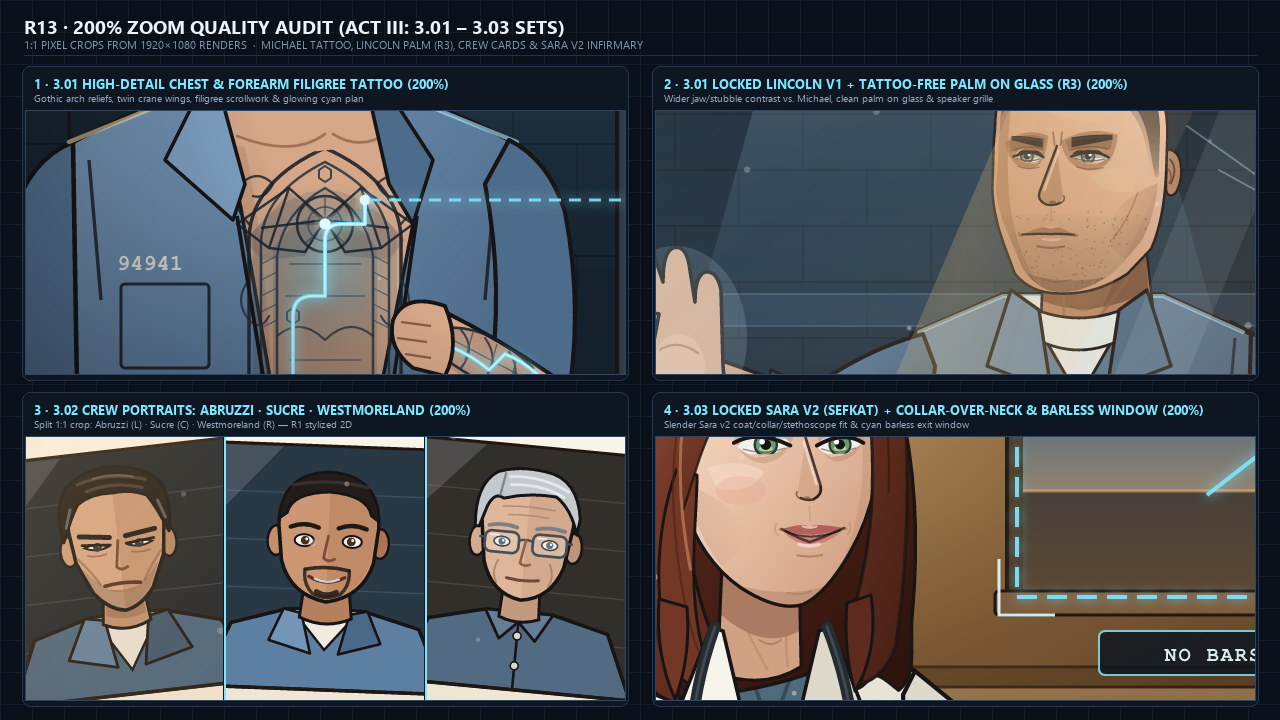 R13 · 200% ZOOM QUALITY AUDIT (ACT III: 3.01 – 3.03 SETS)
1:1 PIXEL CROPS FROM 1920×1080 RENDERS · MICHAEL TATTOO, LINCOLN PALM (R3), CREW CARDS & SARA V2 INFIRMARY
1 · 3.01 HIGH-DETAIL CHEST & FOREARM FILIGREE TATTOO (200%)
Gothic arch reliefs, twin crane wings, filigree scrollwork & glowing cyan plan
94941
2 · 3.01 LOCKED LINCOLN V1 + TATTOO-FREE PALM ON GLASS (R3) (200%)
Wider jaw/stubble contrast vs. Michael, clean palm on glass & speaker grille
3 · 3.02 CREW PORTRAITS: ABRUZZI · SUCRE · WESTMORELAND (200%)
Split 1:1 crop: Abruzzi (L) · Sucre (C) · Westmoreland (R) — R1 stylized 2D
4 · 3.03 LOCKED SARA V2 (SEFKAT) + COLLAR-OVER-NECK & BARLESS WINDOW (200%)
Slender Sara v2 coat/collar/stethoscope fit & cyan barless exit window
NO BARS